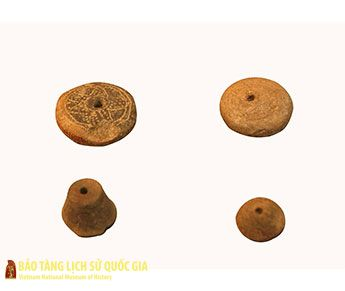 BẢO TÀNG LỊCH SỬ QUỐC GIA
Vietnam National Museum of History